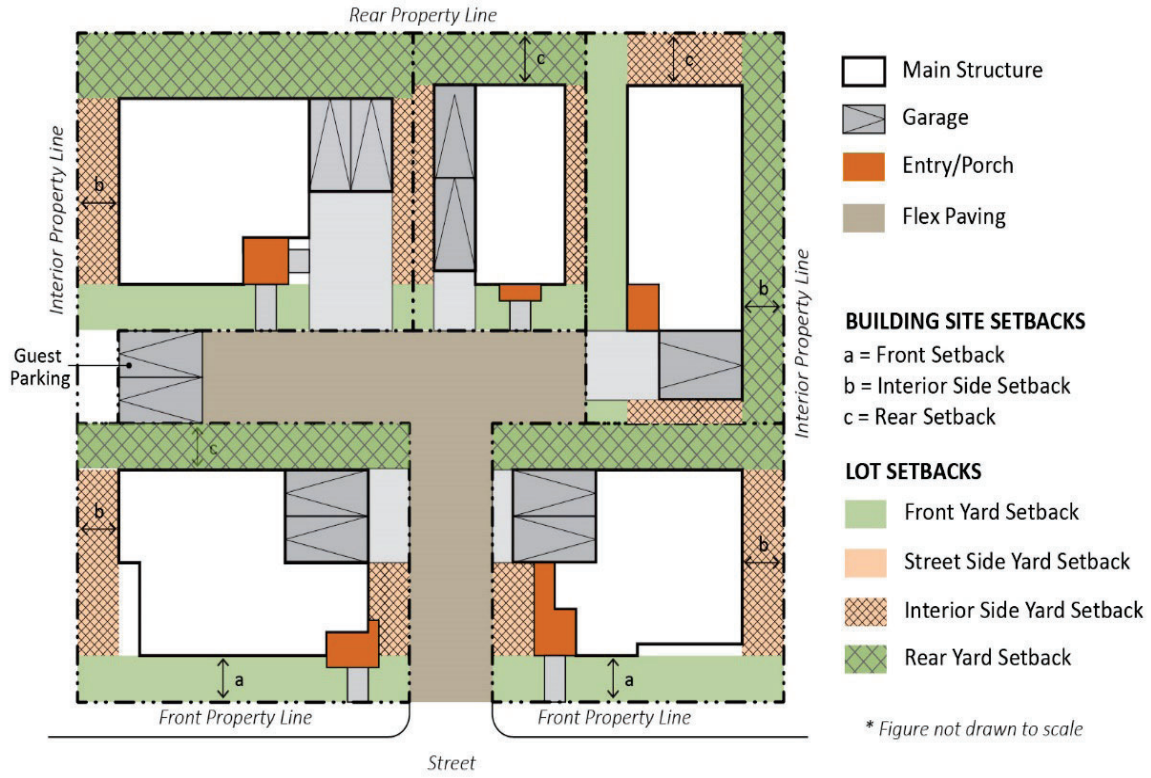 Rear Property Line
c
c
Interior Property Line
b
b
Interior Property Line
Guest
Parking
c
b
b
a
a
Front Property Line
Front Property Line
Street
Main Structure
Garage
Entry/Porch
Flex Paving
BUILDING SITE SETBACKS
a = Front Setback
b = Interior Side Setback
c = Rear Setback
LOT SETBACKS
Front Yard Setback
Street Side Yard Setback
Interior Side Yard Setback
Rear Yard Setback
* Figure not drawn to scale